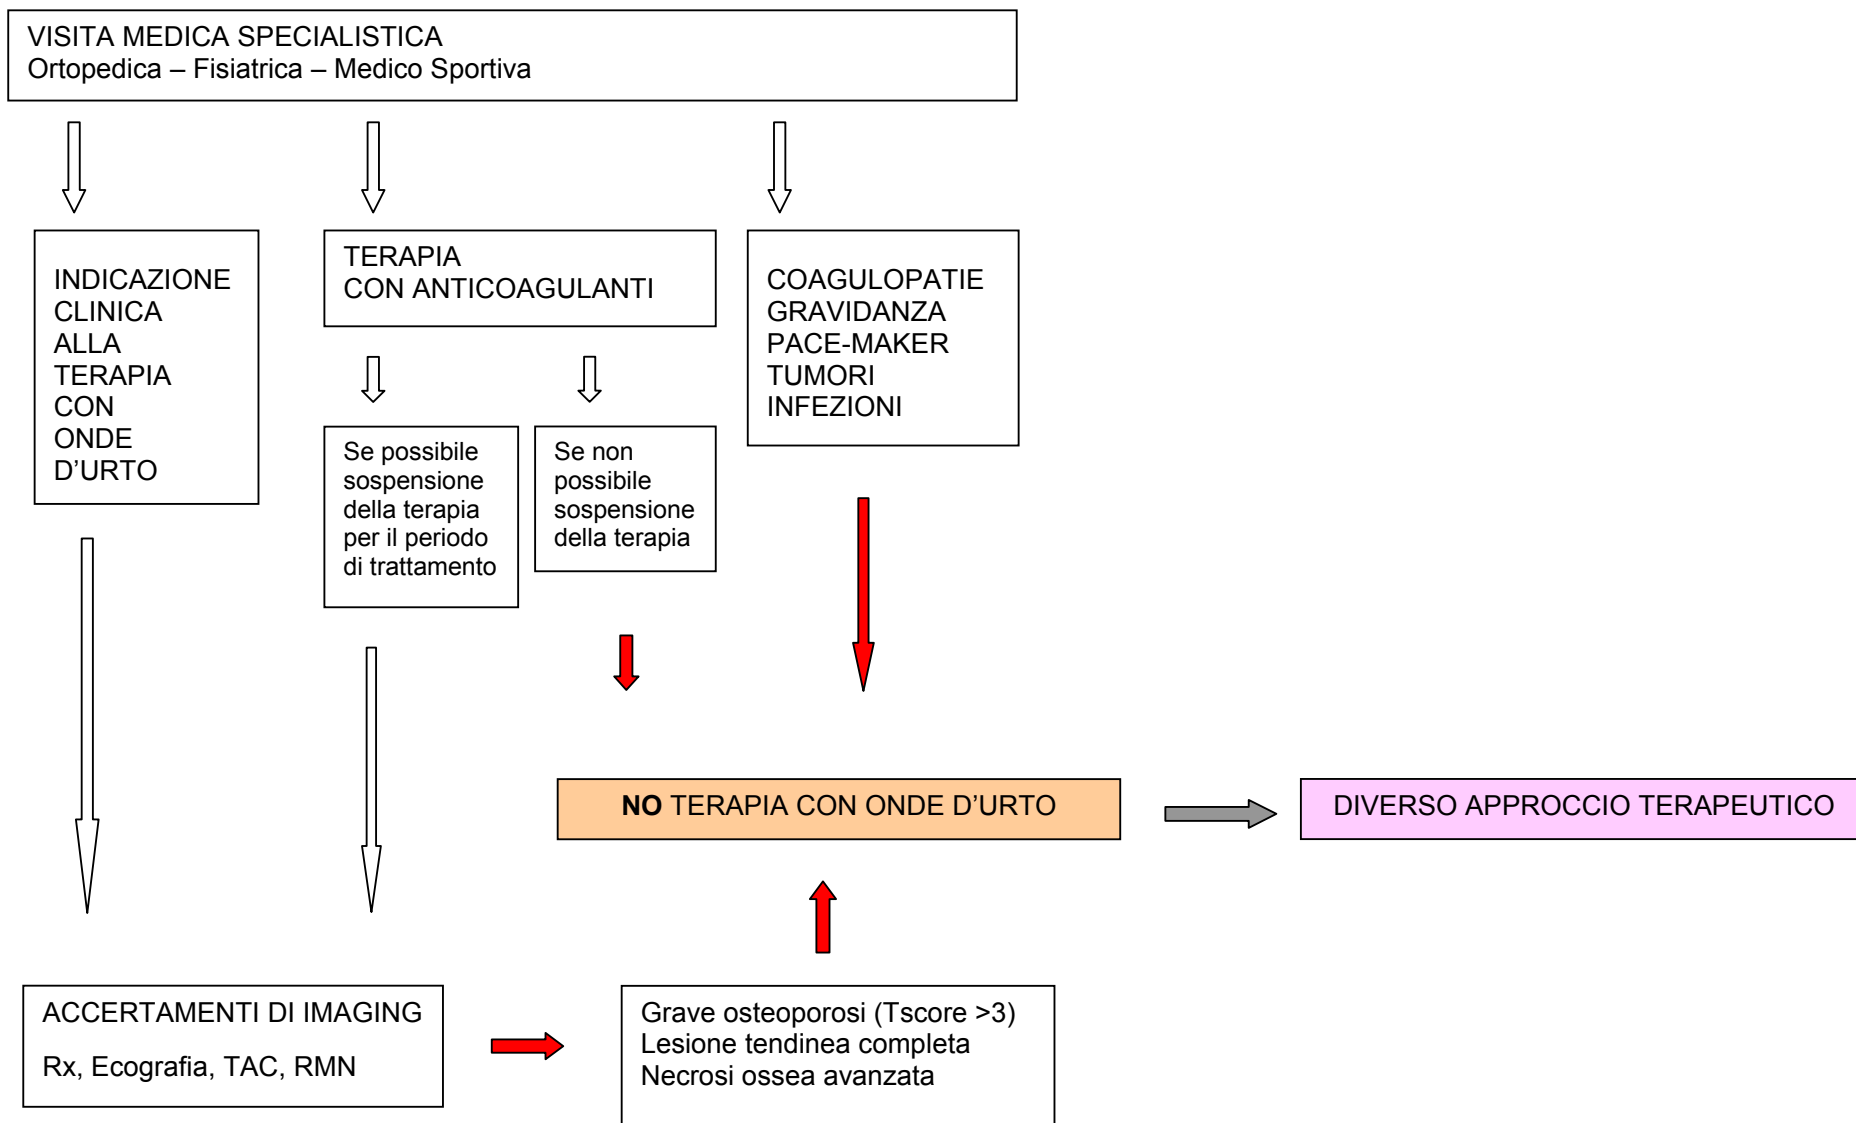 VISITA MEDICA SPECIALISTICA
Ortopedica – Fisiatrica – Medico Sportiva
INDICAZIONE
CLINICA
ALLA
TERAPIA
CON
ONDE
D’URTO
TERAPIA
CON ANTICOAGULANTI
Se possibile
sospensione
della terapia
per il periodo
di trattamento
Se non
possibile
sospensione
della terapia
COAGULOPATIE
GRAVIDANZA
PACE-MAKER
TUMORI
INFEZIONI
NO TERAPIA CON ONDE D’URTO
DIVERSO APPROCCIO TERAPEUTICO
ACCERTAMENTI DI IMAGING
Rx, Ecografia, TAC, RMN
Grave osteoporosi (Tscore >3)
Lesione tendinea completa
Necrosi ossea avanzata